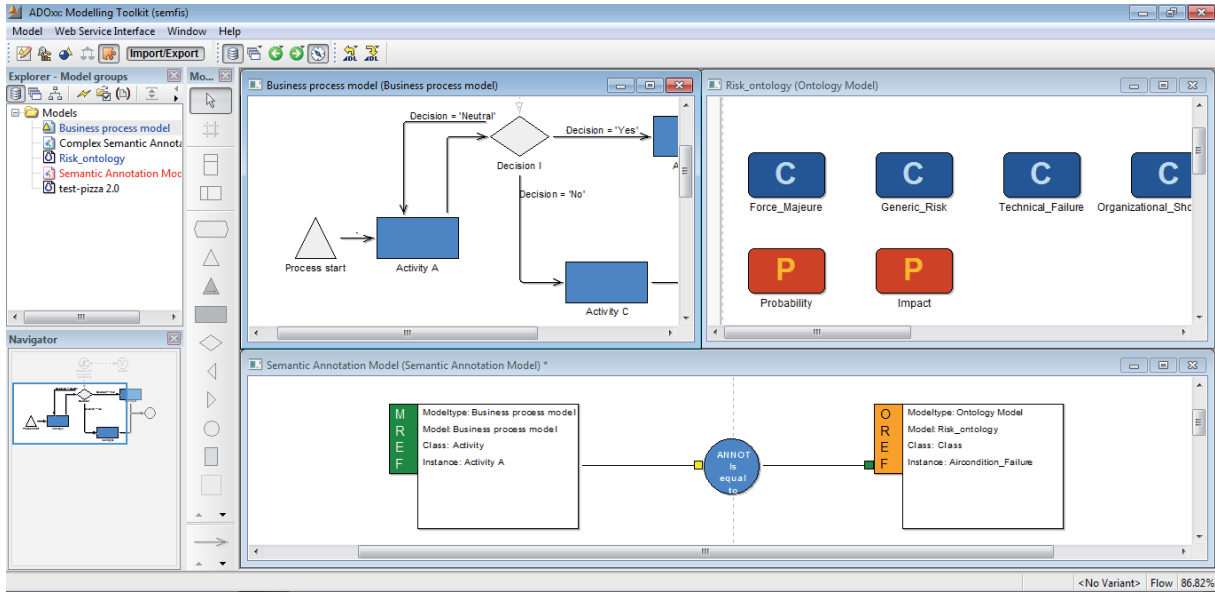 ADOxx: Modelling Toolkit (semfis)
Model Web Service Interface Window Help
Import/Export
ADL ADL
Explorer - Model groups
Mo...
Models
Business process model
Complex Semantic Annota
Risk_ontology
Semantic Annotation Moc
test-pizza 2.0
Navigator
Business process model (Business process model)
Decision = 'Neutral'
Decision = 'Yes'
Decision I
A
Decision = 'No'
Process start
Activity A
Activity C
Risk_ontology (Ontology Model)
C C C C
Force_Majeure Generic_Risk Technical_Failure Organizational_Sho
P P
Probability Impact
Semantic Annotation Model (Semantic Annotation Model) *
MREF
Modeltype: Business process model
Model: Business process model
Class: Activity
Instance: Activity A
ANNOT
is
equal
to
OREF
Modeltype: Ontology Model
Model: Risk_ontology
Class: Class
Instance: Aircondition_Failure
<No Variant> Flow 86.82%